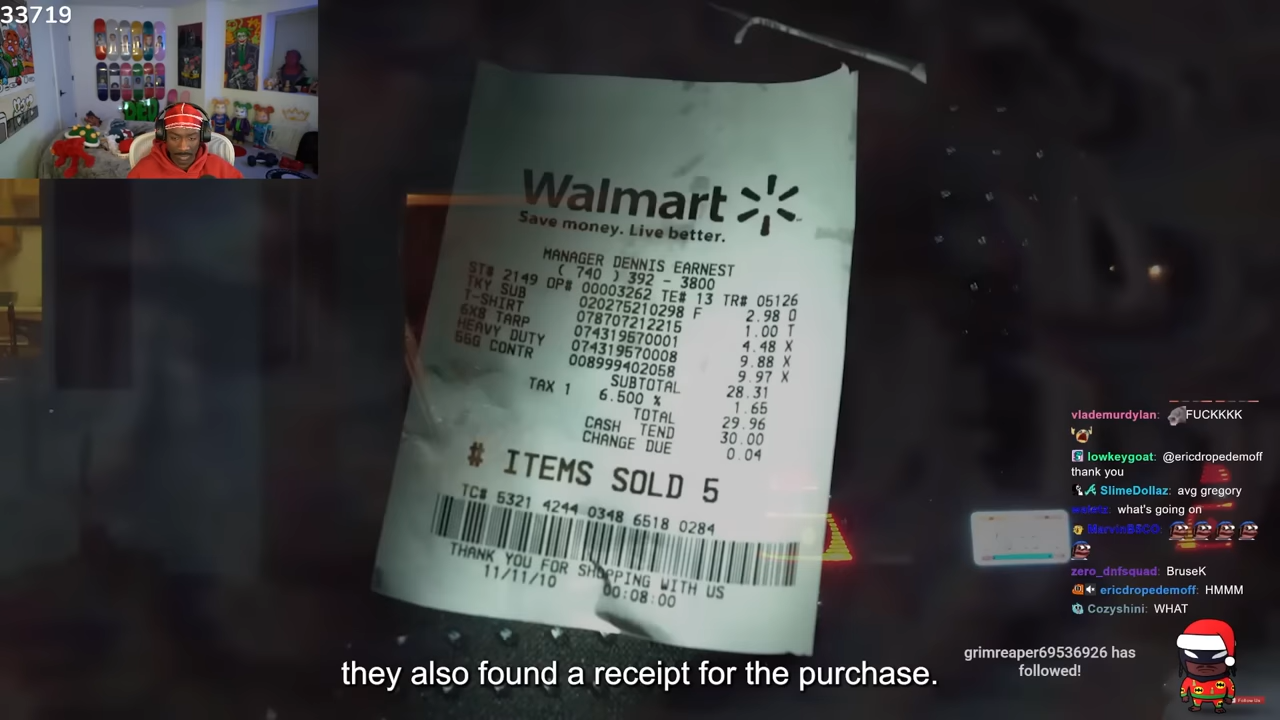 33719
Walmart
Save money. Live better.
MANAGER DENNIS EARNEST
( 740 ) 392 - 3800
ST# 2149 OP# 00003262 TE# 13 TR# 05126
TKY SUB 020275210298 F 2.98 O
T-SHIRT 078707212215 1.00 T
6X8 TARP 074319570001 4.48 X
HEAVY DUTY 074319570008 9.88 X
55G CONTR 008999402058 9.97 X
SUBTOTAL 28.31
TAX 1 6.500 % 1.65
TOTAL 29.96
CASH TEND 30.00
CHANGE DUE 0.04
# ITEMS SOLD 5
TC# 5321 4244 0348 6518 0284
THANK YOU FOR SHOPPING WITH US
11/11/10 00:08:00
they also found a receipt for the purchase.
vlademurdylan: FUCKKKK
lowkeygoat: @ericdropedemoff
thank you
SlimeDollaz: avg gregory
what's going on
MarvinBSCO:
zero_dnfsquad: BruseK
ericdropedemoff: HMMM
Cozyshini: WHAT
grimreaper69536926 has
followed!
Follow Us